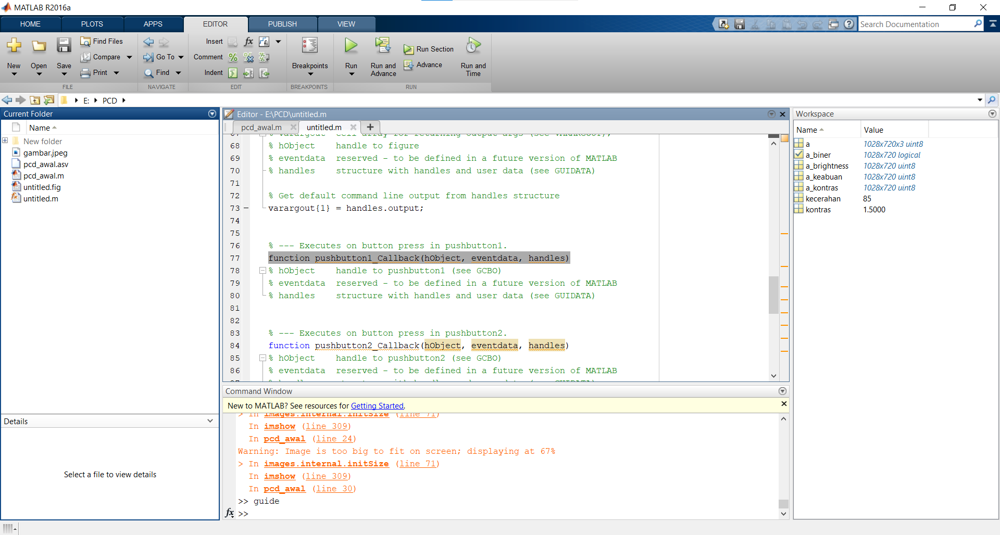 MATLAB R2016a
HOME PLOTS APPS EDITOR PUBLISH VIEW
Search Documentation
New Open Save Find Files Compare Print
Go To Find
Insert Comment Indent
Breakpoints
Run Run and Advance Run Section Advance Run and Time
FILE NAVIGATE EDIT BREAKPOINTS RUN
E: PCD
Current Folder
Name
New folder
gambar.jpeg
pcd_awal.asv
pcd_awal.m
untitled.fig
untitled.m
Details
Select a file to view details
Editor - E:\PCD\untitled.m
pcd_awal.m untitled.m
67 % varargout cell array for returning output args (see VARARGOUT);
68 % hObject handle to figure
69 % eventdata reserved - to be defined in a future version of MATLAB
70 % handles structure with handles and user data (see GUIDATA)
71
72 % Get default command line output from handles structure
73 varargout{1} = handles.output;
74
75
76 % --- Executes on button press in pushbutton1.
77 function pushbutton1_Callback(hObject, eventdata, handles)
78 % hObject handle to pushbutton1 (see GCBO)
79 % eventdata reserved - to be defined in a future version of MATLAB
80 % handles structure with handles and user data (see GUIDATA)
81
82
83 % --- Executes on button press in pushbutton2.
84 function pushbutton2_Callback(hObject, eventdata, handles)
85 % hObject handle to pushbutton2 (see GCBO)
86 % eventdata reserved - to be defined in a future version of MATLAB
Command Window
New to MATLAB? See resources for Getting Started.
> In images.internal.initSize (line 71)
In imshow (line 309)
In pcd_awal (line 24)
Warning: Image is too big to fit on screen; displaying at 67%
> In images.internal.initSize (line 71)
In imshow (line 309)
In pcd_awal (line 30)
>> guide
fx >>
Workspace
Name Value
a 1028x720x3 uint8
a_biner 1028x720 logical
a_brightness 1028x720 uint8
a_keabuan 1028x720 uint8
a_kontras 1028x720 uint8
kecerahan 85
kontras 1.5000